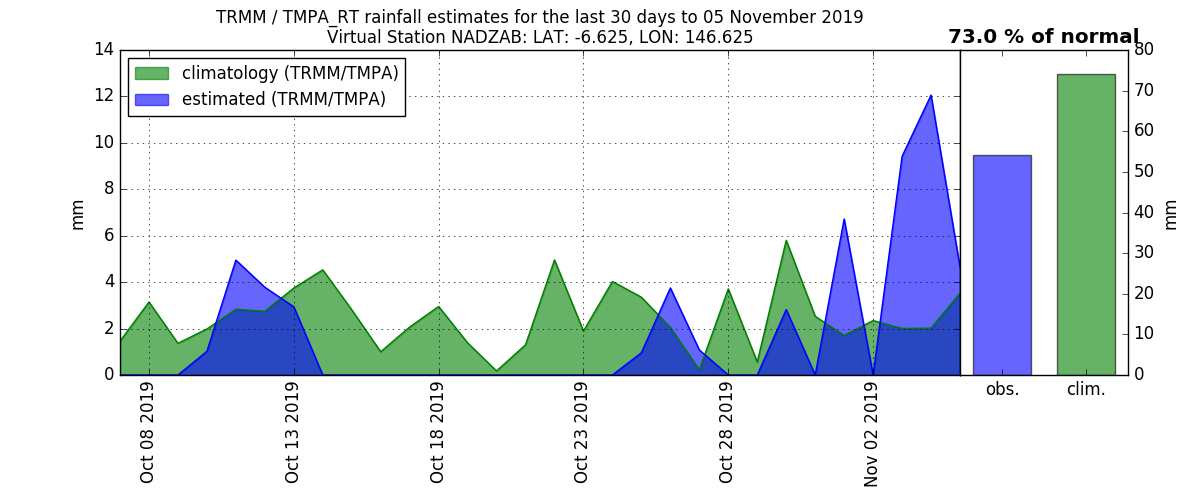 TRMM / TMPA_RT rainfall estimates for the last 30 days to 05 November 2019
Virtual Station NADZAB: LAT: -6.625, LON: 146.625
73.0 % of normal
climatology (TRMM/TMPA)
estimated (TRMM/TMPA)
mm
14
12
10
8
6
4
2
0
Oct 08 2019
Oct 13 2019
Oct 18 2019
Oct 23 2019
Oct 28 2019
Nov 02 2019
obs.
clim.
80
70
60
50
40
30
20
10
0
mm